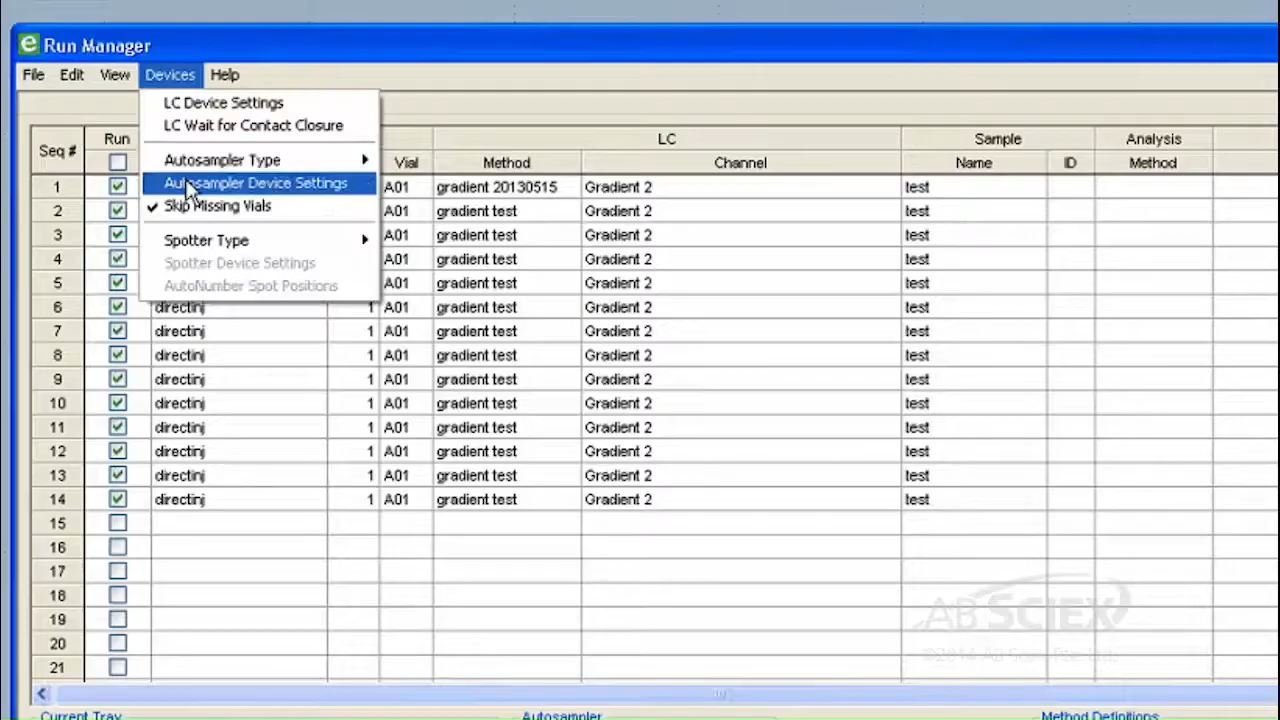 e Run Manager
File Edit View Devices Help
LC Device Settings
LC Wait for Contact Closure
Autosampler Type
Autosampler Device Settings
Skip Missing Vials
Spotter Type
Spotter Device Settings
AutoNumber Spot Positions
Seq # Run LC Sample Analysis
Vial Method Channel Name ID Method
1 A01 gradient 20130515 Gradient 2 test
2 A01 gradient test Gradient 2 test
3 A01 gradient test Gradient 2 test
4 A01 gradient test Gradient 2 test
5 A01 gradient test Gradient 2 test
6 directinj 1 A01 gradient test Gradient 2 test
7 directinj 1 A01 gradient test Gradient 2 test
8 directinj 1 A01 gradient test Gradient 2 test
9 directinj 1 A01 gradient test Gradient 2 test
10 directinj 1 A01 gradient test Gradient 2 test
11 directinj 1 A01 gradient test Gradient 2 test
12 directinj 1 A01 gradient test Gradient 2 test
13 directinj 1 A01 gradient test Gradient 2 test
14 directinj 1 A01 gradient test Gradient 2 test
15
16
17
18
19
20
21
AB SCIEX
©2014 AB Sciex Pte. Ltd.
Current Tray Autosampler Method Definitions